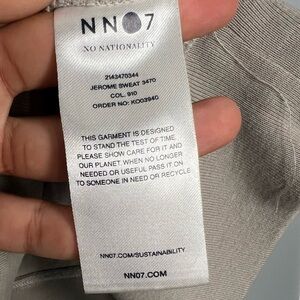 NN07
NO NATIONALITY
2143470344
JEROME SWEAT 3470
COL. 910
ORDER NO: KO03940
THIS GARMENT IS DESIGNED
TO STAND THE TEST OF TIME.
PLEASE SHOW CARE FOR IT AND
OUR PLANET. WHEN NO LONGER
NEEDED OR USEFUL PASS IT ON
TO SOMEONE IN NEED OR RECYCLE
NN07.COM/SUSTAINABILITY
NN07.COM